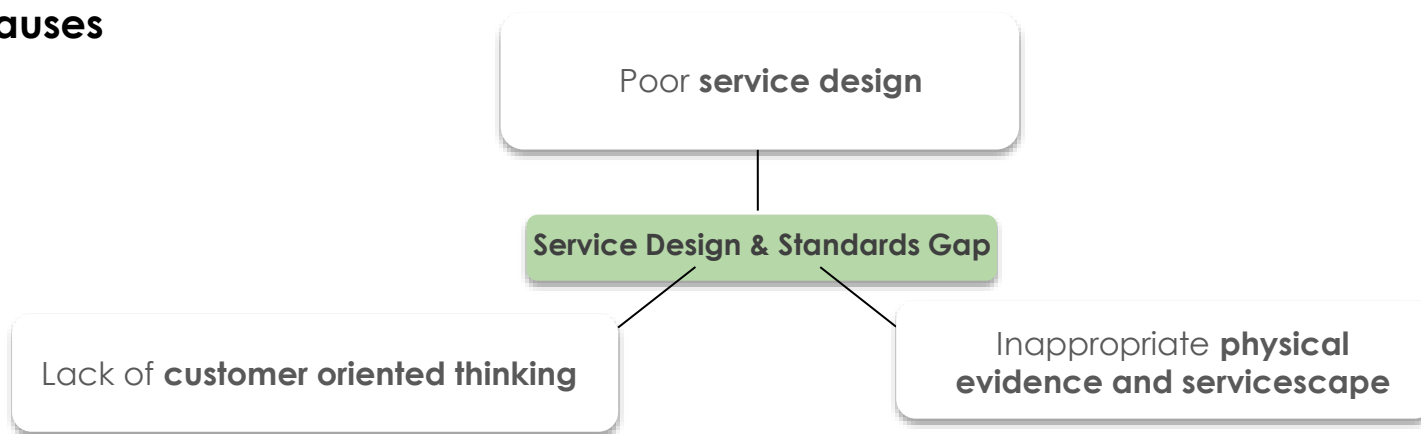 auses
Poor service design
Service Design & Standards Gap
Lack of customer oriented thinking
Inappropriate physical
evidence and servicescape